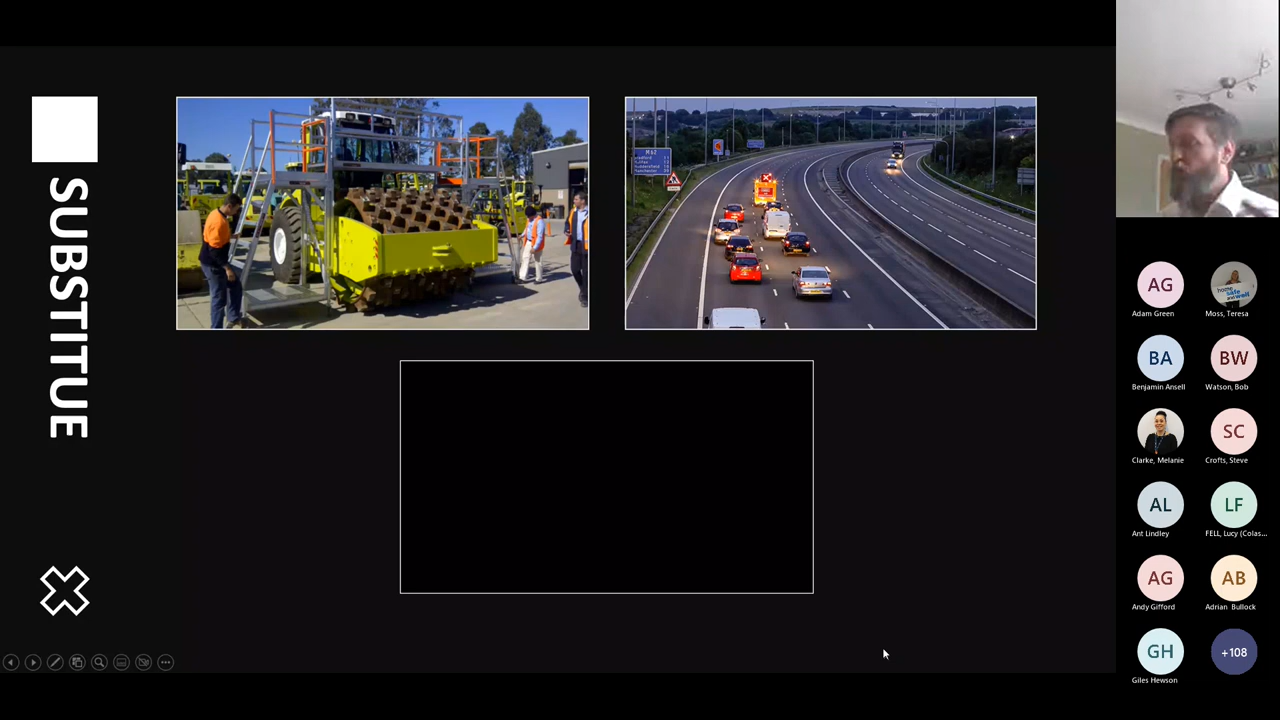 SUBSTITUE
M 62
AG
Adam Green
Moss, Teresa
BA
Benjamin Ansell
BW
Watson, Bob
Clarke, Melanie
SC
Crofts, Steve
AL
Ant Lindley
LF
FELL, Lucy (Colas...
AG
Andy Gifford
AB
Adrian Bullock
GH
Giles Hewson
+108